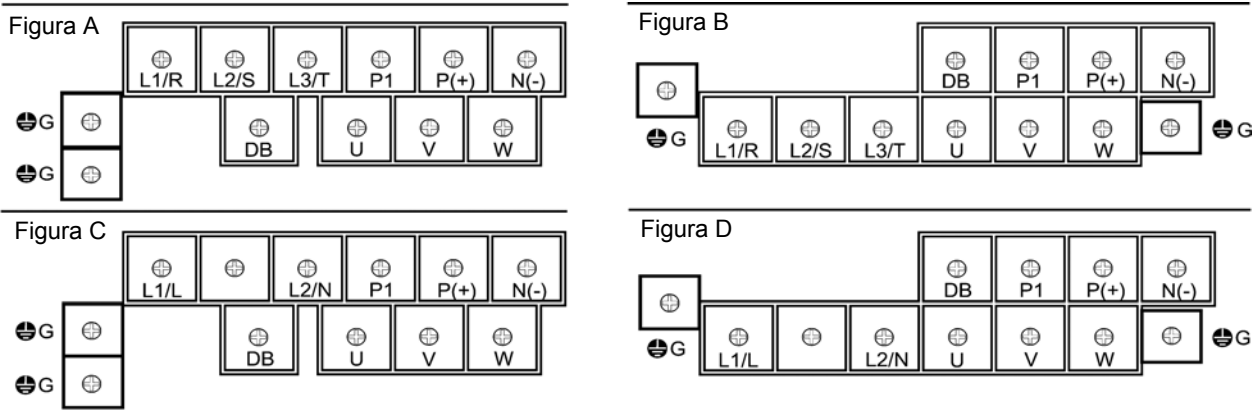 Figura A
L1/R L2/S L3/T P1 P(+) N(-)
G
DB U V W
G
Figura B
DB P1 P(+) N(-)
G G
L1/R L2/S L3/T U V W
Figura C
L1/L L2/N P1 P(+) N(-)
G
DB U V W
G
Figura D
DB P1 P(+) N(-)
G G
L1/L L2/N U V W